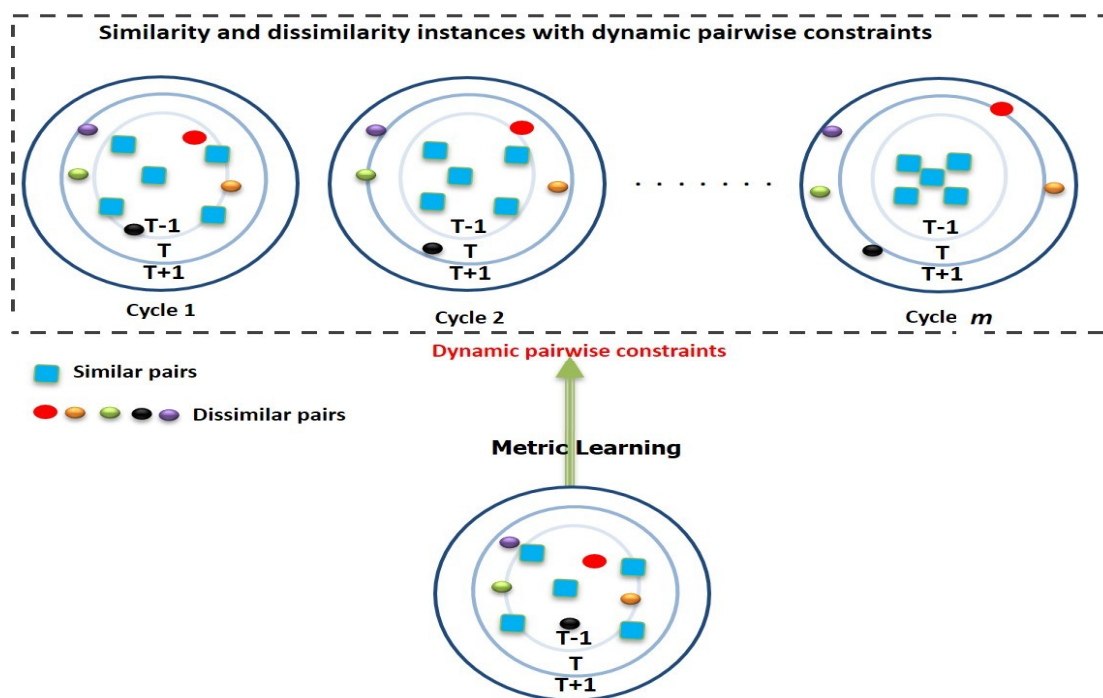 Similarity and dissimilarity instances with dynamic pairwise constraints
T-1
T
T+1
Cycle 1
T-1
T
T+1
Cycle 2
. . . . . . .
T-1
T
T+1
Cycle m
Dynamic pairwise constraints
Similar pairs
Dissimilar pairs
Metric Learning
T-1
T
T+1